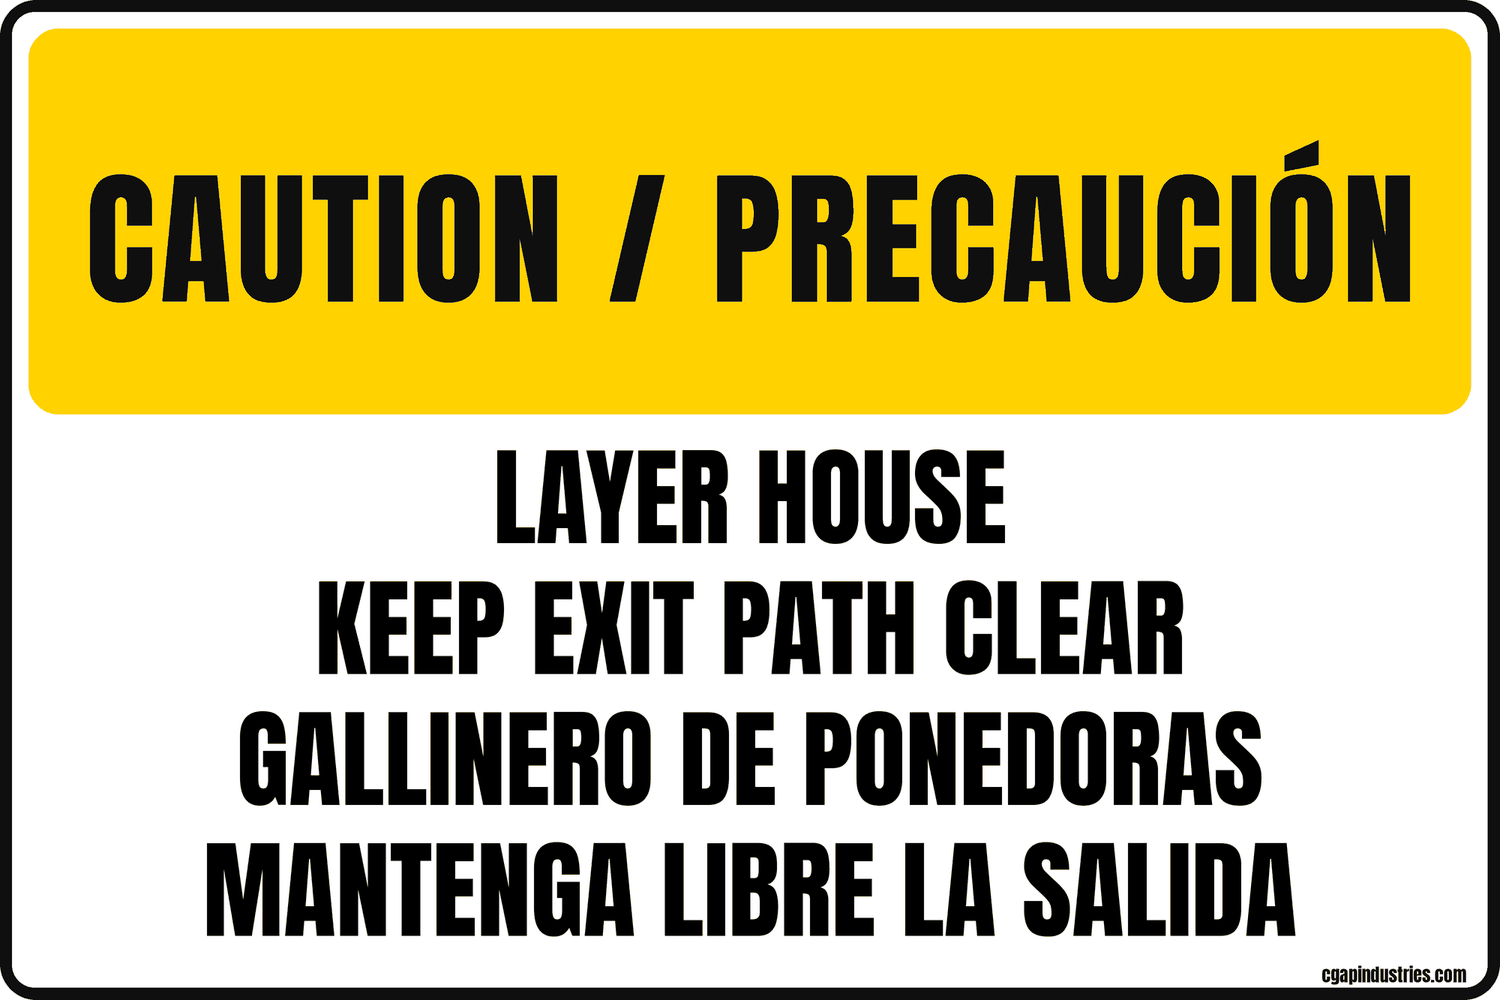 CAUTION / PRECAUCIÓN
LAYER HOUSE
KEEP EXIT PATH CLEAR
GALLINERO DE PONEDORAS
MANTENGA LIBRE LA SALIDA
cgapindustries.com